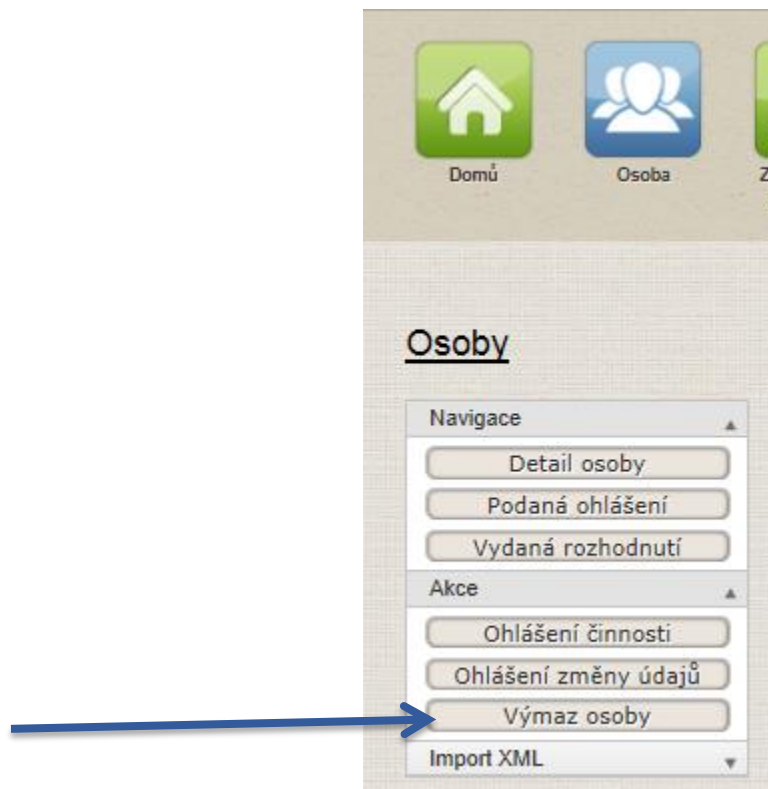 Domů
Osoba
Osoby
Navigace
Detail osoby
Podaná ohlášení
Vydaná rozhodnutí
Akce
Ohlášení činnosti
Ohlášení změny údajů
Výmaz osoby
Import XML